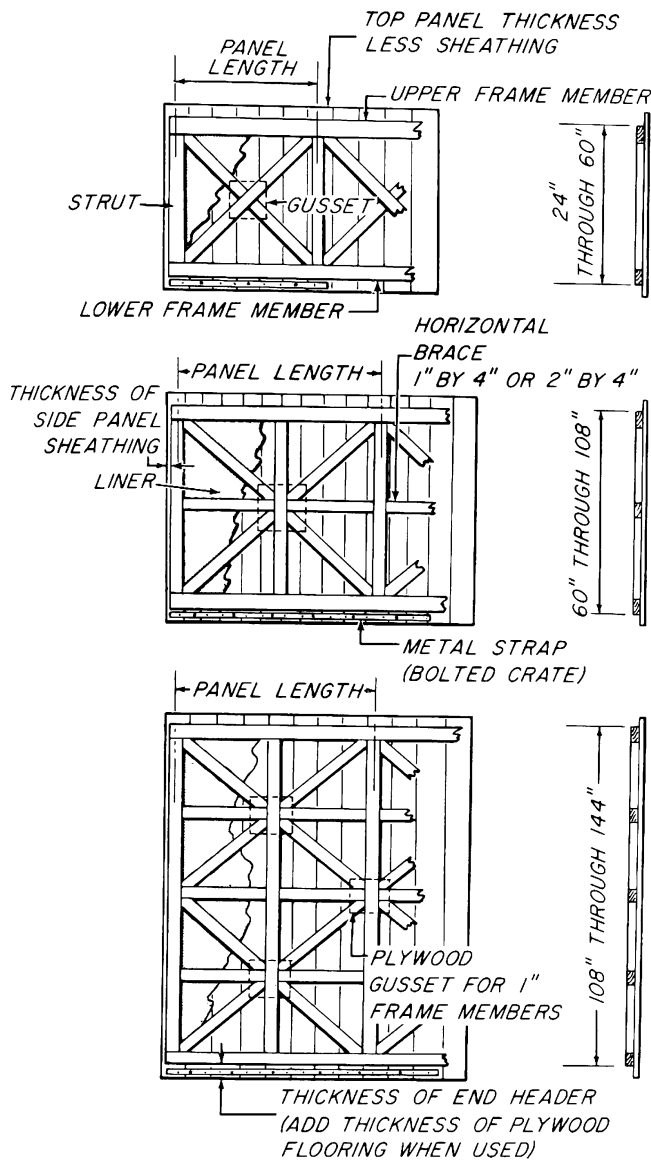 TOP PANEL THICKNESS
LESS SHEATHING
PANEL
LENGTH
UPPER FRAME MEMBER
STRUT
GUSSET
24"
THROUGH 60"
LOWER FRAME MEMBER
HORIZONTAL
BRACE
1" BY 4" OR 2" BY 4"
PANEL LENGTH
THICKNESS OF
SIDE PANEL
SHEATHING
LINER
60" THROUGH 108"
METAL STRAP
(BOLTED CRATE)
PANEL LENGTH
108" THROUGH 144"
PLYWOOD
GUSSET FOR 1"
FRAME MEMBERS
THICKNESS OF END HEADER
(ADD THICKNESS OF PLYWOOD
FLOORING WHEN USED)